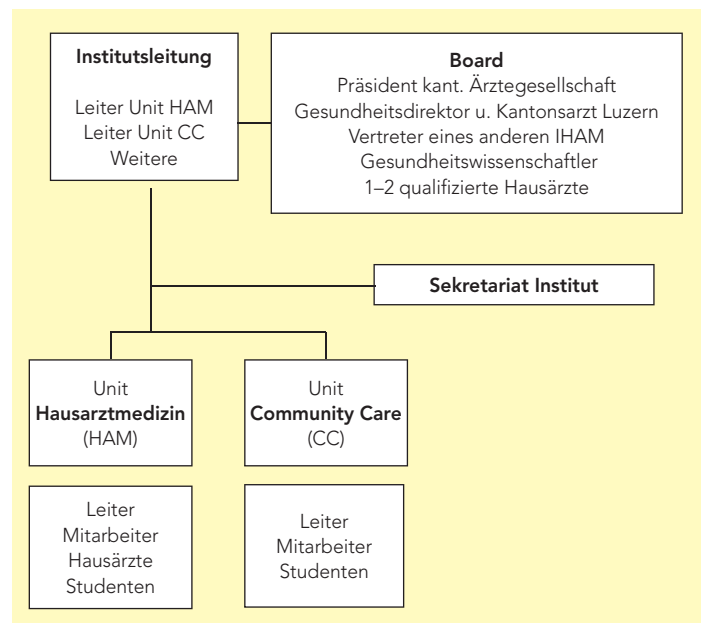 Institutsleitung
Leiter Unit HAM
Leiter Unit CC
Weitere
Board
Präsident kant. Ärztegesellschaft
Gesundheitsdirektor u. Kantonsarzt Luzern
Vertreter eines anderen IHAM
Gesundheitswissenschaftler
1–2 qualifizierte Hausärzte
Sekretariat Institut
Unit
Hausarztmedizin
(HAM)
Unit
Community Care
(CC)
Leiter
Mitarbeiter
Hausärzte
Studenten
Leiter
Mitarbeiter
Studenten